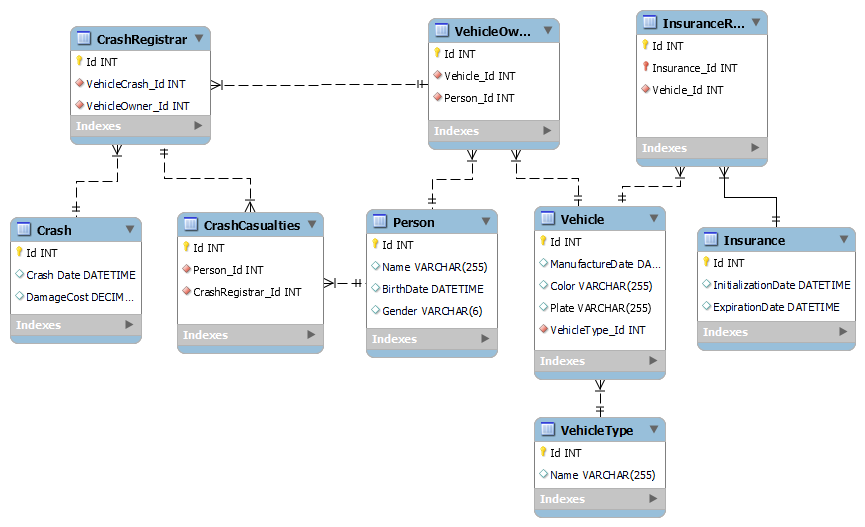 CrashRegistrar
Id INT
VehicleCrash_Id INT
VehicleOwner_Id INT
Indexes
VehicleOw...
Id INT
Vehicle_Id INT
Person_Id INT
Indexes
InsuranceR...
Id INT
Insurance_Id INT
Vehicle_Id INT
Indexes
Crash
Id INT
Crash Date DATETIME
DamageCost DECIM...
Indexes
CrashCasualties
Id INT
Person_Id INT
CrashRegistrar_Id INT
Indexes
Person
Id INT
Name VARCHAR(255)
BirthDate DATETIME
Gender VARCHAR(6)
Indexes
Vehicle
Id INT
ManufactureDate DA...
Color VARCHAR(255)
Plate VARCHAR(255)
VehicleType_Id INT
Indexes
Insurance
Id INT
InitializationDate DATETIME
ExpirationDate DATETIME
Indexes
VehicleType
Id INT
Name VARCHAR(255)
Indexes